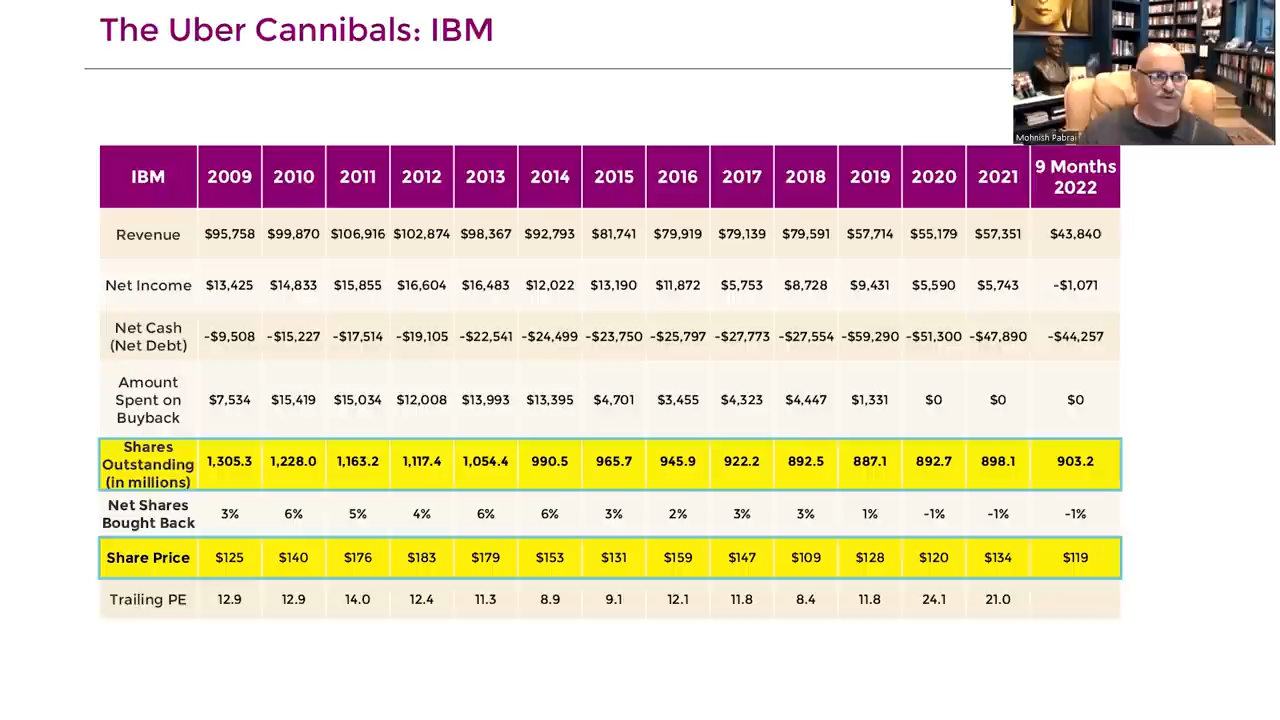 The Uber Cannibals: IBM
Mohnish Pabrai
IBM 2009 2010 2011 2012 2013 2014 2015 2016 2017 2018 2019 2020 2021 9 Months 2022
Revenue $95,758 $99,870 $106,916 $102,874 $98,367 $92,793 $81,741 $79,919 $79,139 $79,591 $57,714 $55,179 $57,351 $43,840
Net Income $13,425 $14,833 $15,855 $16,604 $16,483 $12,022 $13,190 $11,872 $5,753 $8,728 $9,431 $5,590 $5,743 -$1,071
Net Cash (Net Debt) -$9,508 -$15,227 -$17,514 -$19,105 -$22,541 -$24,499 -$23,750 -$25,797 -$27,773 -$27,554 -$59,290 -$51,300 -$47,890 -$44,257
Amount Spent on Buyback $7,534 $15,419 $15,034 $12,008 $13,993 $13,395 $4,701 $3,455 $4,323 $4,447 $1,331 $0 $0 $0
Shares Outstanding (in millions) 1,305.3 1,228.0 1,163.2 1,117.4 1,054.4 990.5 965.7 945.9 922.2 892.5 887.1 892.7 898.1 903.2
Net Shares Bought Back 3% 6% 5% 4% 6% 6% 3% 2% 3% 3% 1% -1% -1% -1%
Share Price $125 $140 $176 $183 $179 $153 $131 $159 $147 $109 $128 $120 $134 $119
Trailing PE 12.9 12.9 14.0 12.4 11.3 8.9 9.1 12.1 11.8 8.4 11.8 24.1 21.0